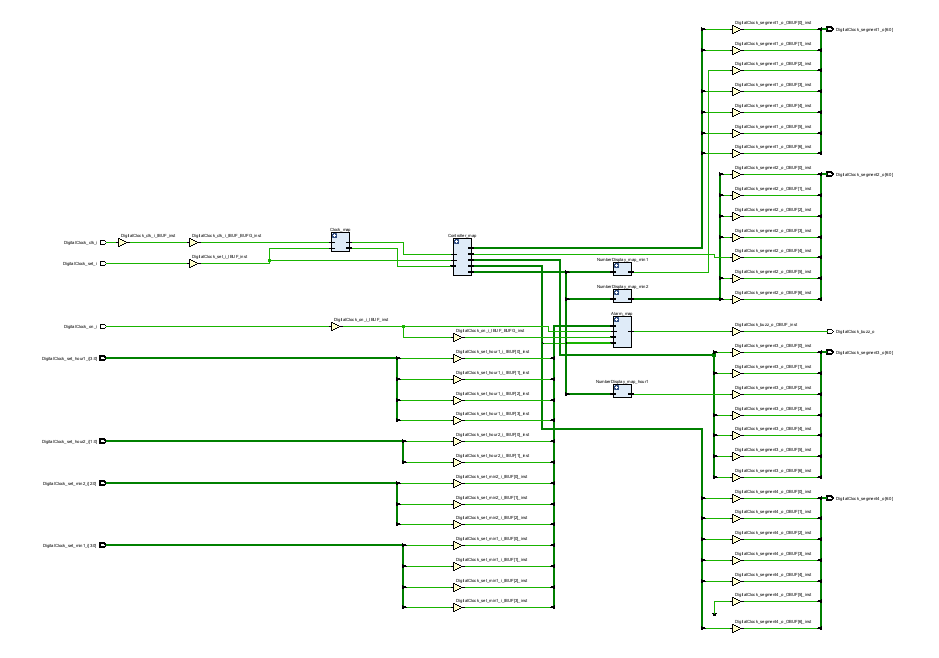 DigitalClock_segment1_o_OBUF[0]_inst
DigitalClock_segment1_o[6:0]
DigitalClock_segment1_o_OBUF[1]_inst
DigitalClock_segment1_o_OBUF[2]_inst
DigitalClock_segment1_o_OBUF[3]_inst
DigitalClock_segment1_o_OBUF[4]_inst
DigitalClock_segment1_o_OBUF[5]_inst
DigitalClock_segment1_o_OBUF[6]_inst
DigitalClock_segment2_o_OBUF[0]_inst
DigitalClock_segment2_o[6:0]
DigitalClock_segment2_o_OBUF[1]_inst
DigitalClock_segment2_o_OBUF[2]_inst
DigitalClock_segment2_o_OBUF[3]_inst
DigitalClock_segment2_o_OBUF[4]_inst
DigitalClock_segment2_o_OBUF[5]_inst
DigitalClock_segment2_o_OBUF[6]_inst
DigitalClock_clk_i
DigitalClock_clk_i_IBUF_inst
DigitalClock_clk_i_IBUF_BUFG_inst
Clock_map
Controller_map
DigitalClock_set_i
DigitalClock_set_i_IBUF_inst
NumberDisplay_map_min1
NumberDisplay_map_min2
Alarm_map
DigitalClock_on_i
DigitalClock_on_i_IBUF_inst
DigitalClock_on_i_IBUF_BUFG_inst
DigitalClock_buzz_o_OBUF_inst
DigitalClock_buzz_o
NumberDisplay_map_hour1
DigitalClock_set_hour1_i[3:0]
DigitalClock_set_hour1_i_IBUF[0]_inst
DigitalClock_set_hour1_i_IBUF[1]_inst
DigitalClock_set_hour1_i_IBUF[2]_inst
DigitalClock_set_hour1_i_IBUF[3]_inst
DigitalClock_set_hour2_i[1:0]
DigitalClock_set_hour2_i_IBUF[0]_inst
DigitalClock_set_hour2_i_IBUF[1]_inst
DigitalClock_set_min2_i[2:0]
DigitalClock_set_min2_i_IBUF[0]_inst
DigitalClock_set_min2_i_IBUF[1]_inst
DigitalClock_set_min2_i_IBUF[2]_inst
DigitalClock_set_min1_i[3:0]
DigitalClock_set_min1_i_IBUF[0]_inst
DigitalClock_set_min1_i_IBUF[1]_inst
DigitalClock_set_min1_i_IBUF[2]_inst
DigitalClock_set_min1_i_IBUF[3]_inst
DigitalClock_segment3_o_OBUF[0]_inst
DigitalClock_segment3_o[6:0]
DigitalClock_segment3_o_OBUF[1]_inst
DigitalClock_segment3_o_OBUF[2]_inst
DigitalClock_segment3_o_OBUF[3]_inst
DigitalClock_segment3_o_OBUF[4]_inst
DigitalClock_segment3_o_OBUF[5]_inst
DigitalClock_segment3_o_OBUF[6]_inst
DigitalClock_segment4_o_OBUF[0]_inst
DigitalClock_segment4_o[6:0]
DigitalClock_segment4_o_OBUF[1]_inst
DigitalClock_segment4_o_OBUF[2]_inst
DigitalClock_segment4_o_OBUF[3]_inst
DigitalClock_segment4_o_OBUF[4]_inst
DigitalClock_segment4_o_OBUF[5]_inst
DigitalClock_segment4_o_OBUF[6]_inst